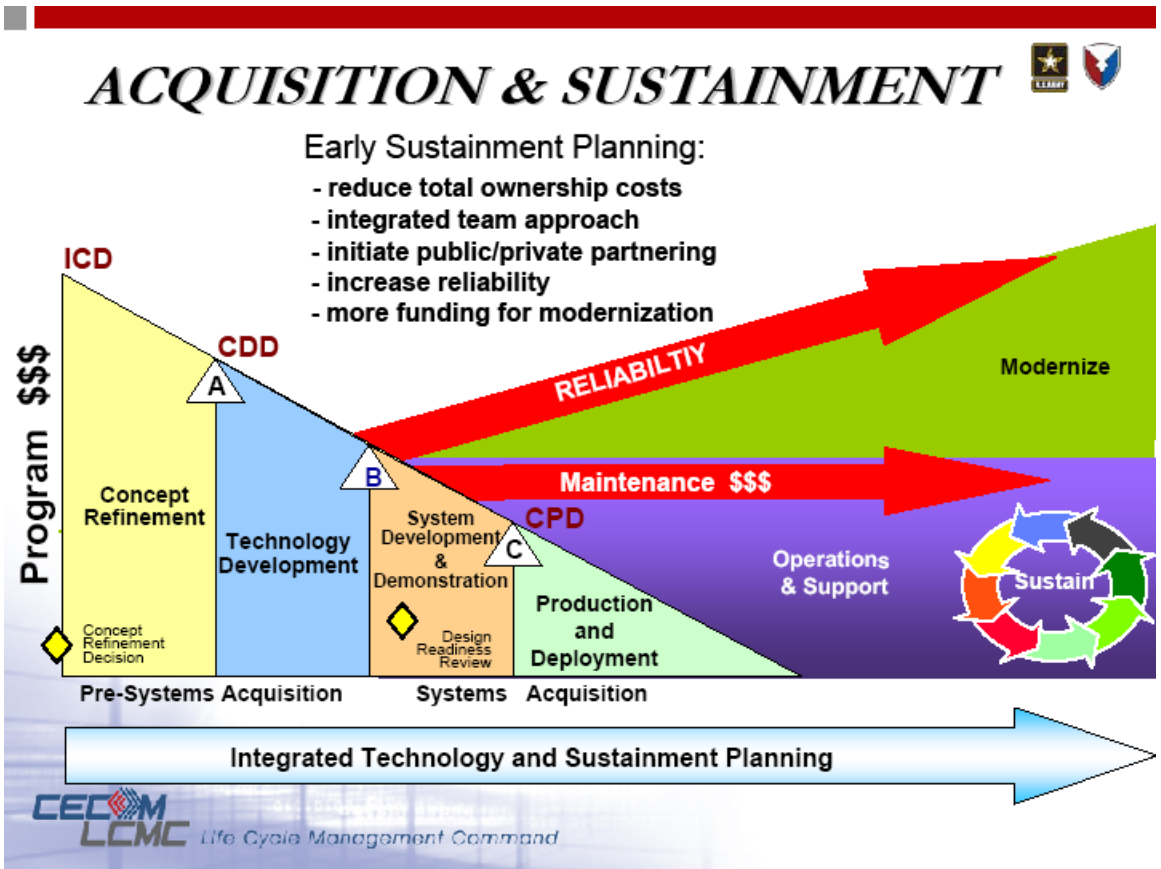 ACQUISITION & SUSTAINMENT
U.S.ARMY
Early Sustainment Planning:
- reduce total ownership costs
- integrated team approach
- initiate public/private partnering
- increase reliability
- more funding for modernization
ICD
CDD
A
RELIABILTIY
Modernize
Program $$$
B
Maintenance $$$
Concept
Refinement
Technology
Development
System
Development
&
Demonstration
CPD
C
Operations
& Support
Sustain
Production
and
Deployment
Concept
Refinement
Decision
Design
Readiness
Review
Pre-Systems Acquisition
Systems Acquisition
Integrated Technology and Sustainment Planning
CECOM
LCMC Life Cycle Management Command